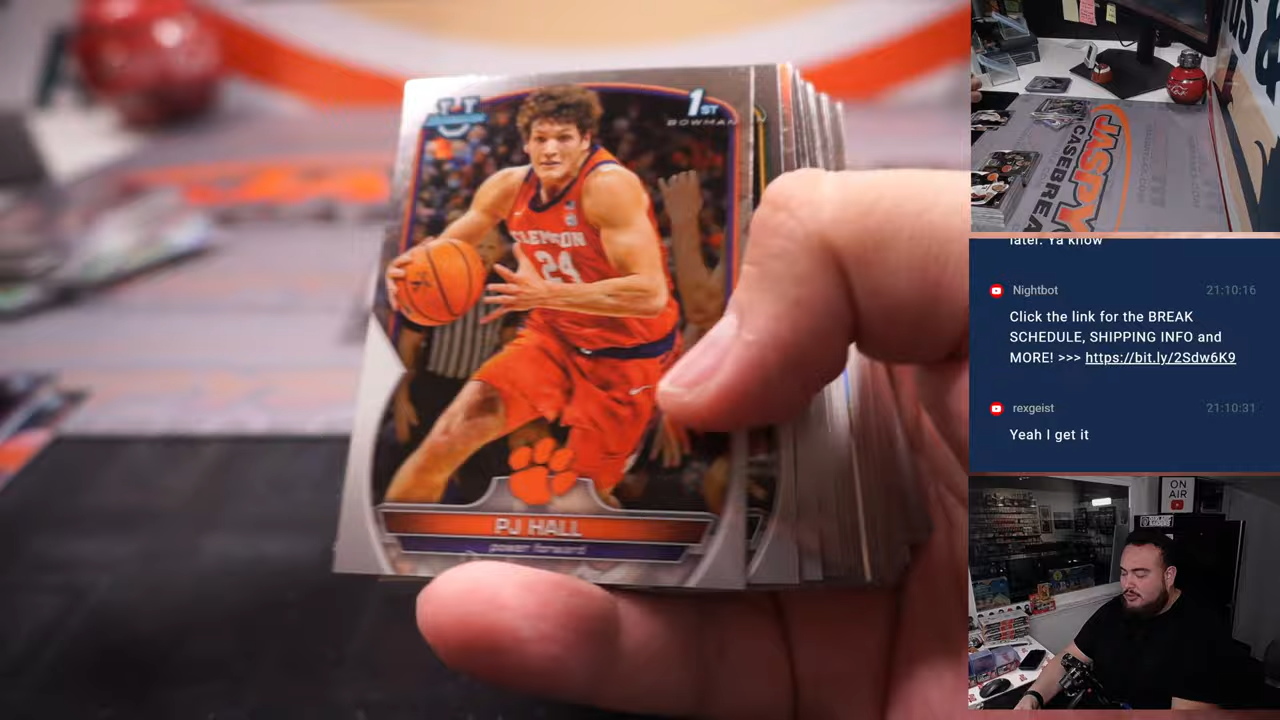 1ST
BOWMAN
CLEMSON
24
PJ HALL
power forward
JASPY
CASEBREA
later. Ya know
Nightbot 21:10:16
Click the link for the BREAK
SCHEDULE, SHIPPING INFO and
MORE! >>> https://bit.ly/2Sdw6K9
rexgeist 21:10:31
Yeah I get it
ON
AIR